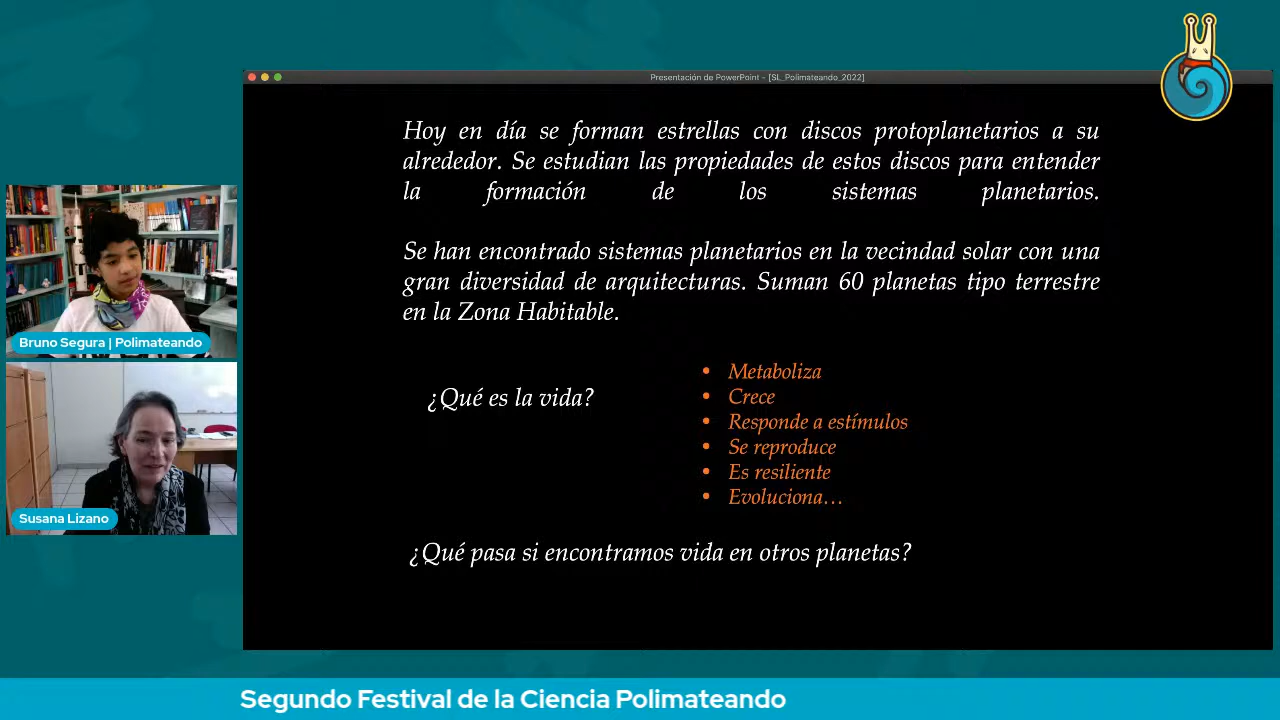 Presentación de PowerPoint - [SL_Polimateando_2022]
Hoy en día se forman estrellas con discos protoplanetarios a su
alrededor. Se estudian las propiedades de estos discos para entender
la formación de los sistemas planetarios.
Se han encontrado sistemas planetarios en la vecindad solar con una
gran diversidad de arquitecturas. Suman 60 planetas tipo terrestre
en la Zona Habitable.
¿Qué es la vida?
• Metaboliza
• Crece
• Responde a estímulos
• Se reproduce
• Es resiliente
• Evoluciona…
¿Qué pasa si encontramos vida en otros planetas?
Bruno Segura | Polimateando
Susana Lizano
Segundo Festival de la Ciencia Polimateando